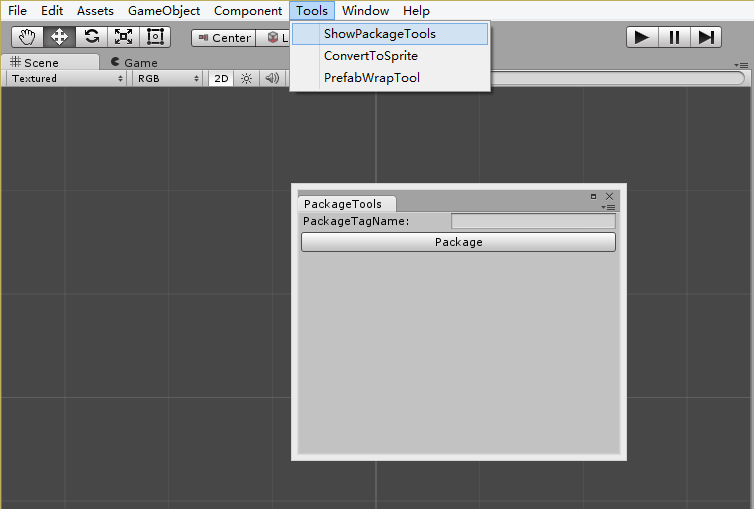 File Edit Assets GameObject Component Tools Window Help
Center L
ShowPackageTools
ConvertToSprite
PrefabWrapTool
Scene Game
Textured RGB 2D
PackageTools
PackageTagName:
Package